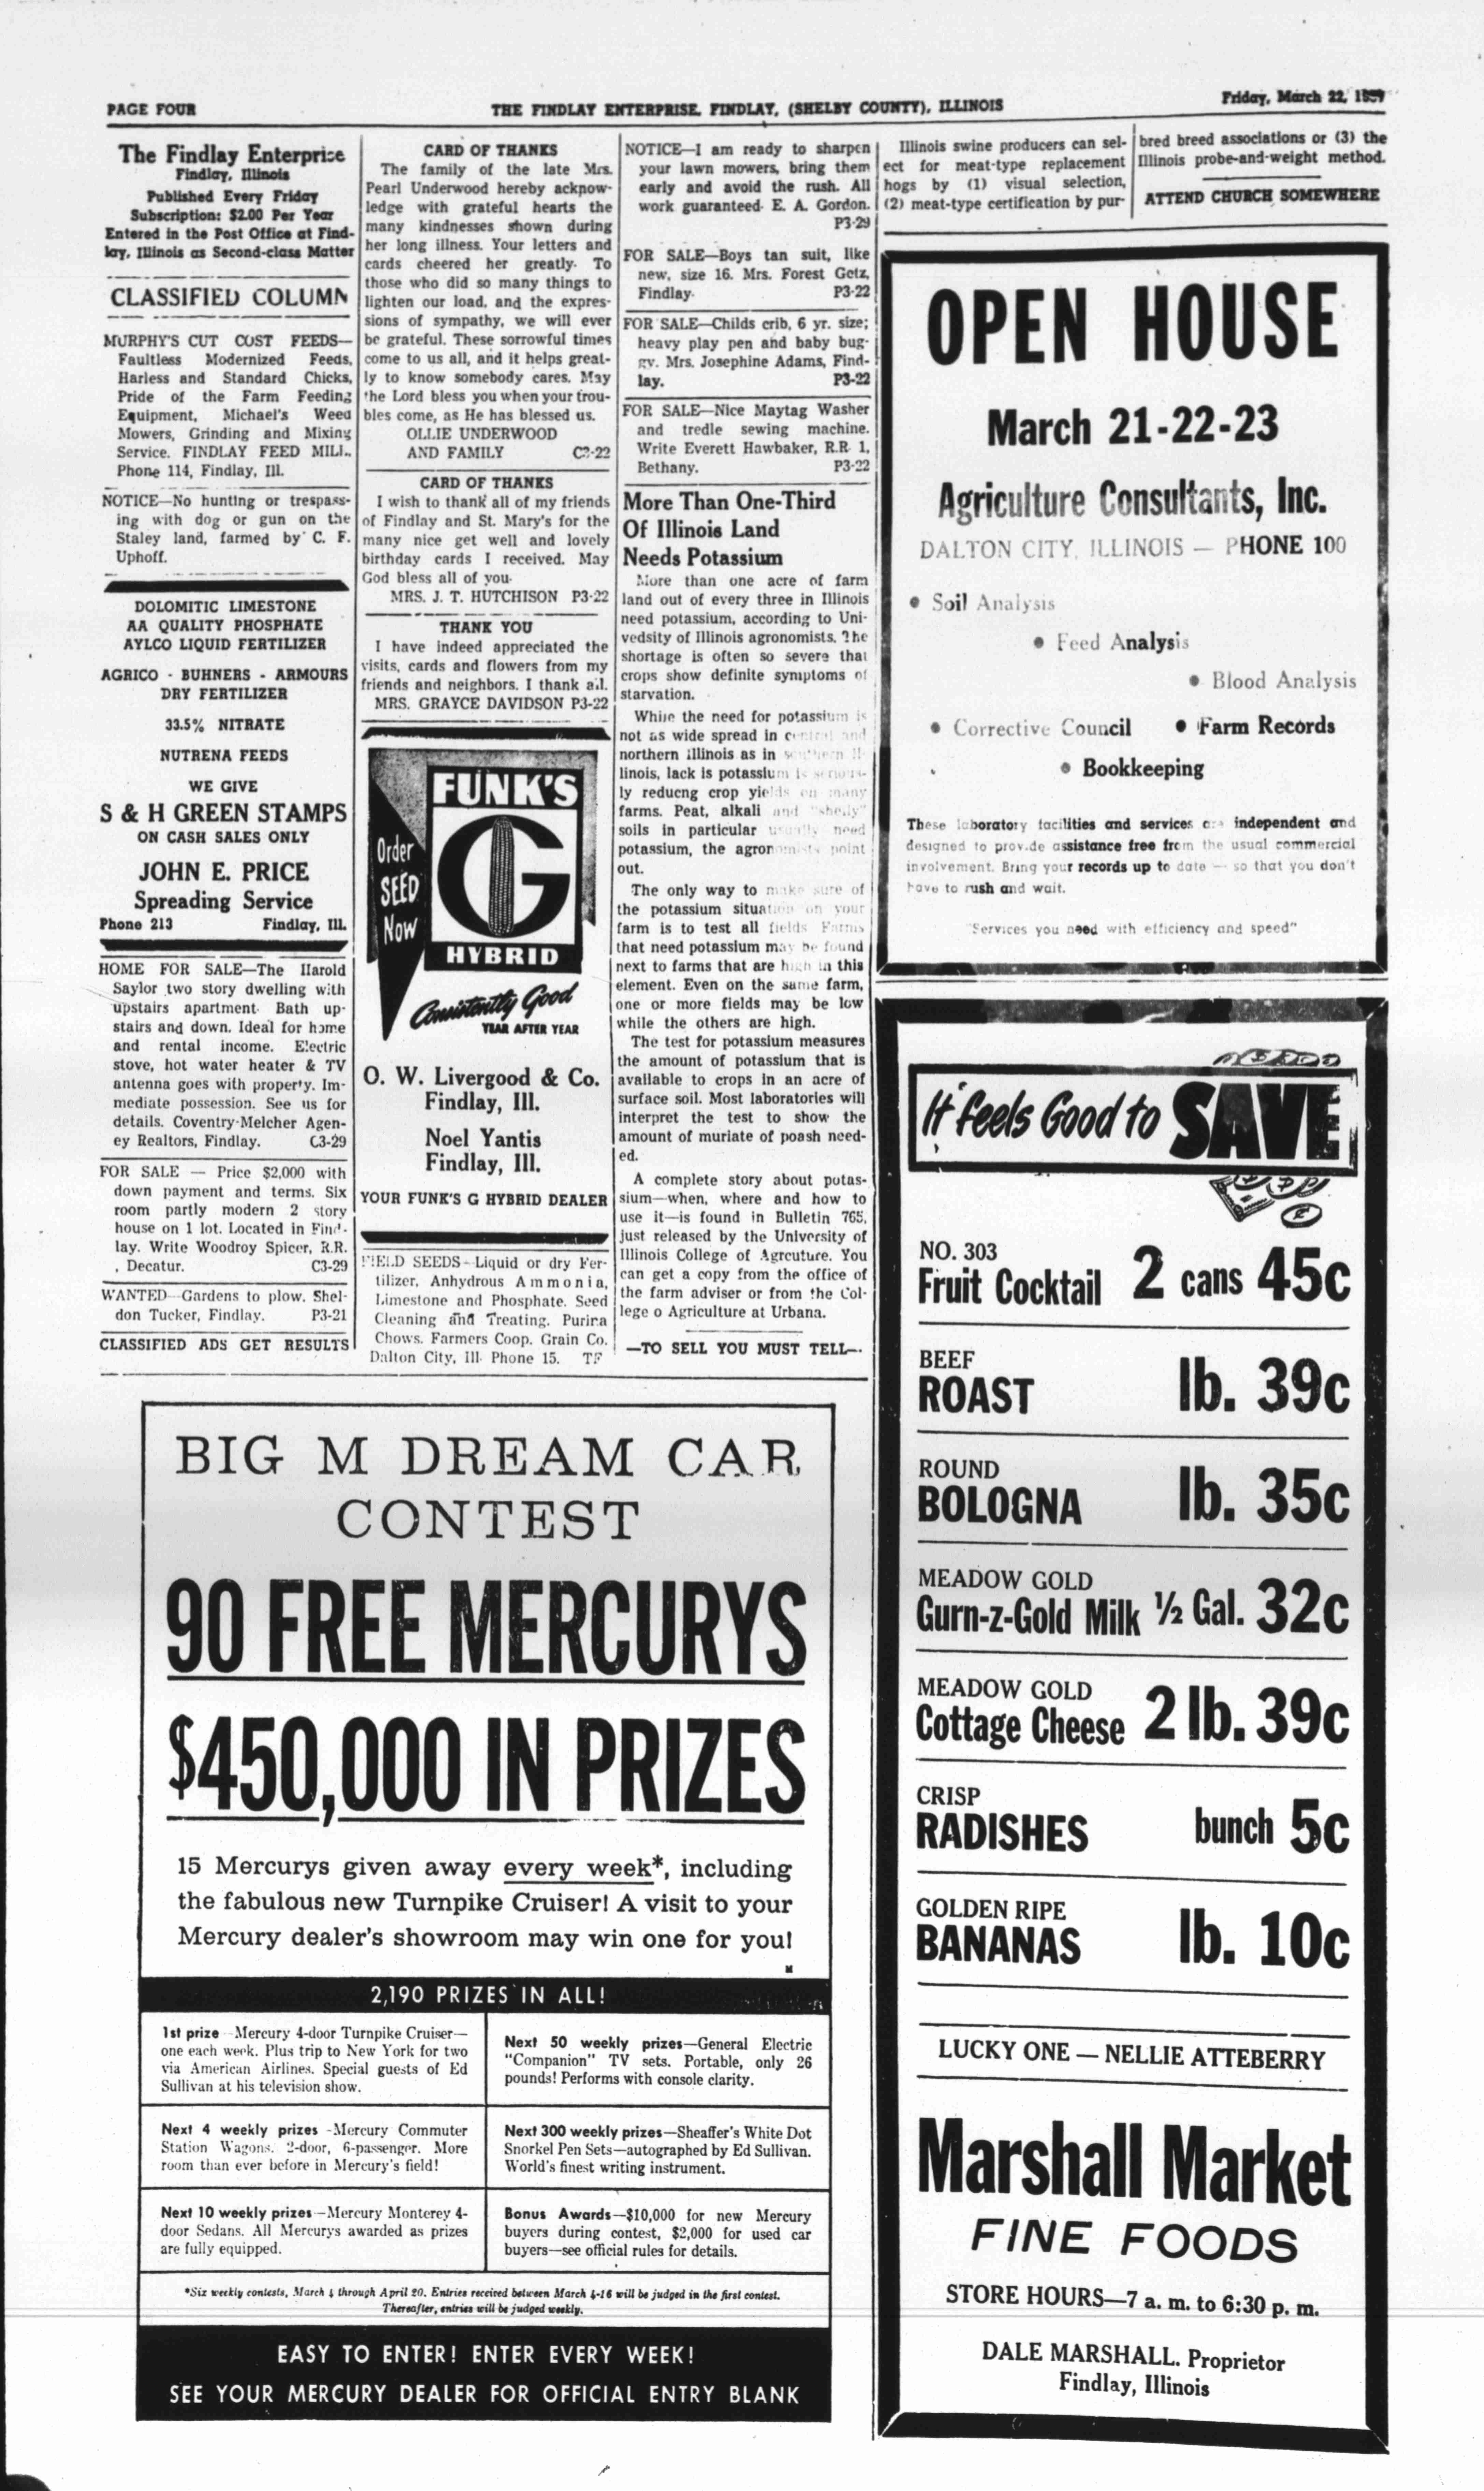 PAGE FOUR
THE FINDLAY ENTERPRISE, FINDLAY, (SHELBY COUNTY), ILLINOIS
Friday, March 22,
The Findlay Enterprise
Findlay, Illinois
Published Every Friday
Subscription: $2.00 Per Year
Entered in the Post Office at Find-
lay, Illinois as Second-class Matter
CLASSIFIED COLUMN
MURPHY'S CUT COST FEEDS—
Faultless Modernized Feeds,
Harless and Standard Chicks,
Pride of the Farm Feeding
Equipment, Michael's Weed
Mowers, Grinding and Mixing
Service. FINDLAY FEED MILL.
Phone 114, Findlay, Ill.
NOTICE—No hunting or trespass-
ing with dog or gun on the
Staley land, farmed by C. F.
Uphoff.
DOLOMITIC LIMESTONE
AA QUALITY PHOSPHATE
AYLCO LIQUID FERTILIZER
AGRICO - BUHNERS - ARMOURS
DRY FERTILIZER
33.5% NITRATE
NUTRENA FEEDS
WE GIVE
S & H GREEN STAMPS
ON CASH SALES ONLY
JOHN E. PRICE
Spreading Service
Phone 213 Findlay, Ill.
HOME FOR SALE—The Harold
Saylor two story dwelling with
upstairs apartment. Bath up-
stairs and down. Ideal for home
and rental income. Electric
stove, hot water heater & TV
antenna goes with property. Im-
mediate possession. See us for
details. Coventry-Melcher Agen-
ey Realtors, Findlay. C3-29
FOR SALE — Price $2,000 with
down payment and terms. Six
room partly modern 2 story
house on 1 lot. Located in Find-
lay. Write Woodroy Spicer, R.R.
, Decatur. C3-29
WANTED—Gardens to plow. Shel-
don Tucker, Findlay. P3-21
CLASSIFIED ADS GET RESULTS
CARD OF THANKS
The family of the late Mrs.
Pearl Underwood hereby acknow-
ledge with grateful hearts the
many kindnesses shown during
her long illness. Your letters and
cards cheered her greatly. To
those who did so many things to
lighten our load, and the expres-
sions of sympathy, we will ever
be grateful. These sorrowful times
come to us all, and it helps great-
ly to know somebody cares. May
the Lord bless you when your trou-
bles come, as He has blessed us.
OLLIE UNDERWOOD
AND FAMILY C3-22
CARD OF THANKS
I wish to thank all of my friends
of Findlay and St. Mary's for the
many nice get well and lovely
birthday cards I received. May
God bless all of you.
MRS. J. T. HUTCHISON P3-22
THANK YOU
I have indeed appreciated the
visits, cards and flowers from my
friends and neighbors. I thank all.
MRS. GRAYCE DAVIDSON P3-22
Order
SEED
Now
FUNK'S
G
HYBRID
Consistently Good
YEAR AFTER YEAR
O. W. Livergood & Co.
Findlay, Ill.
Noel Yantis
Findlay, Ill.
YOUR FUNK'S G HYBRID DEALER
FIELD SEEDS—Liquid or dry Fer-
tilizer, Anhydrous Ammonia,
Limestone and Phosphate. Seed
Cleaning and Treating. Purina
Chows. Farmers Coop. Grain Co.
Dalton City, Ill. Phone 15. TF
NOTICE—I am ready to sharpen
your lawn mowers, bring them
early and avoid the rush. All
work guaranteed. E. A. Gordon.
P3-29
FOR SALE—Boys tan suit, like
new, size 16. Mrs. Forest Getz,
Findlay. P3-22
FOR SALE—Childs crib, 6 yr. size;
heavy play pen and baby bug-
gy. Mrs. Josephine Adams, Find-
lay. P3-22
FOR SALE—Nice Maytag Washer
and tredle sewing machine.
Write Everett Hawbaker, R.R. 1,
Bethany. P3-22
More Than One-Third
Of Illinois Land
Needs Potassium
More than one acre of farm
land out of every three in Illinois
need potassium, according to Uni-
vedsity of Illinois agronomists. The
shortage is often so severe that
crops show definite symptoms of
starvation.
While the need for potassium is
not as wide spread in central and
northern illinois as in southern Il-
linois, lack is potassium is serious-
ly reducng crop yields on many
farms. Peat, alkali and "shelly"
soils in particular usually need
potassium, the agronomists point
out.
The only way to make sure of
the potassium situation on your
farm is to test all fields Farms
that need potassium may be found
next to farms that are high in this
element. Even on the same farm,
one or more fields may be low
while the others are high.
The test for potassium measures
the amount of potassium that is
available to crops in an acre of
surface soil. Most laboratories will
interpret the test to show the
amount of muriate of poash need-
ed.
A complete story about potas-
sium—when, where and how to
use it—is found in Bulletin 765,
just released by the University of
Illinois College of Agrcuture. You
can get a copy from the office of
the farm adviser or from the Col-
lege o Agriculture at Urbana.
—TO SELL YOU MUST TELL—.
Illinois swine producers can sel-
ect for meat-type replacement
hogs by (1) visual selection,
(2) meat-type certification by pur-
bred breed associations or (3) the
Illinois probe-and-weight method.
ATTEND CHURCH SOMEWHERE
OPEN HOUSE
March 21-22-23
Agriculture Consultants, Inc.
DALTON CITY, ILLINOIS — PHONE 100
• Soil Analysis
• Feed Analysis
• Blood Analysis
• Corrective Council • Farm Records
• Bookkeeping
These laboratory facilities and services are independent and
designed to provide assistance free from the usual commercial
involvement. Bring your records up to date — so that you don't
have to rush and wait.
"Services you need with efficiency and speed"
It feels Good to SAVE
NO. 303
Fruit Cocktail 2 cans 45c
BEEF
ROAST lb. 39c
ROUND
BOLOGNA lb. 35c
MEADOW GOLD
Gurn-z-Gold Milk ½ Gal. 32c
MEADOW GOLD
Cottage Cheese 2 lb. 39c
CRISP
RADISHES bunch 5c
GOLDEN RIPE
BANANAS lb. 10c
LUCKY ONE — NELLIE ATTEBERRY
Marshall Market
FINE FOODS
STORE HOURS—7 a. m. to 6:30 p. m.
DALE MARSHALL. Proprietor
Findlay, Illinois
BIG M DREAM CAR
CONTEST
90 FREE MERCURYS
$450,000 IN PRIZES
15 Mercurys given away every week*, including
the fabulous new Turnpike Cruiser! A visit to your
Mercury dealer's showroom may win one for you!
2,190 PRIZES IN ALL!
1st prize—Mercury 4-door Turnpike Cruiser—
one each week. Plus trip to New York for two
via American Airlines. Special guests of Ed
Sullivan at his television show.
Next 4 weekly prizes—Mercury Commuter
Station Wagons. 2-door, 6-passenger. More
room than ever before in Mercury's field!
Next 10 weekly prizes—Mercury Monterey 4-
door Sedans. All Mercurys awarded as prizes
are fully equipped.
Next 50 weekly prizes—General Electric
"Companion" TV sets. Portable, only 26
pounds! Performs with console clarity.
Next 300 weekly prizes—Sheaffer's White Dot
Snorkel Pen Sets—autographed by Ed Sullivan.
World's finest writing instrument.
Bonus Awards—$10,000 for new Mercury
buyers during contest, $2,000 for used car
buyers—see official rules for details.
*Six weekly contests, March 4 through April 20. Entries received between March 4-16 will be judged in the first contest.
Thereafter, entries will be judged weekly.
EASY TO ENTER! ENTER EVERY WEEK!
SEE YOUR MERCURY DEALER FOR OFFICIAL ENTRY BLANK